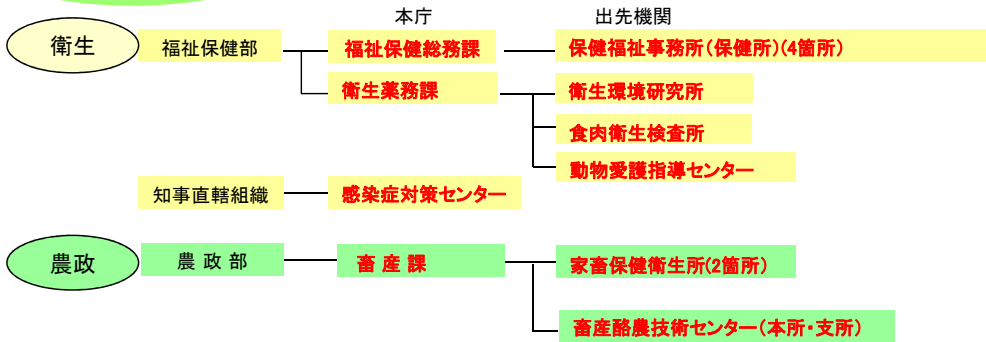 本庁 出先機関
衛生 福祉保健部 福祉保健総務課 保健福祉事務所(保健所)(4箇所)
衛生薬務課 衛生環境研究所
食肉衛生検査所
動物愛護指導センター
知事直轄組織 感染症対策センター
農政 農 政 部 畜 産 課 家畜保健衛生所(2箇所)
畜産酪農技術センター(本所・支所)